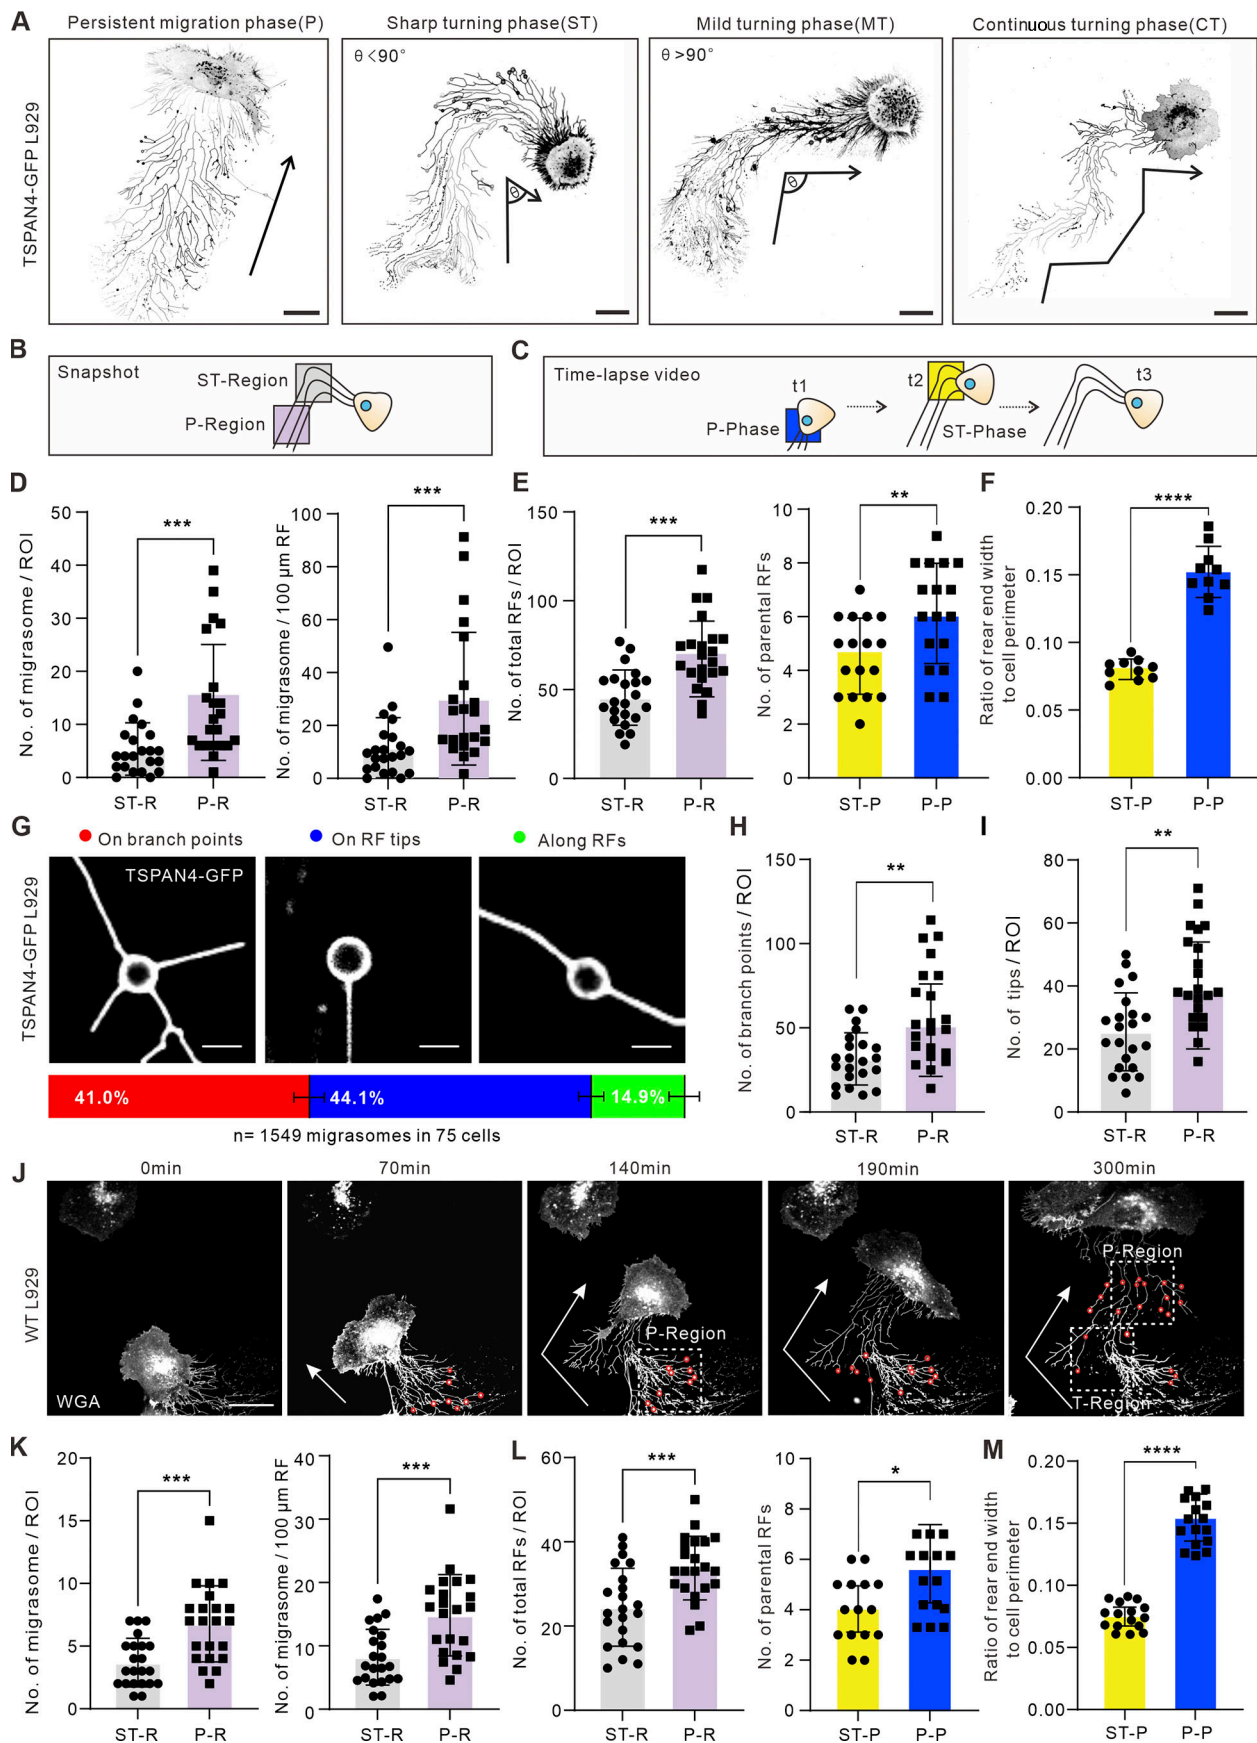 A
Persistent migration phase(P)
Sharp turning phase(ST)
Mild turning phase(MT)
Continuous turning phase(CT)
TSPAN4-GFP L929
θ <90°
θ
θ >90°
θ
B
Snapshot
ST-Region
P-Region
C
Time-lapse video
t1
t2
t3
P-Phase
ST-Phase
D
No. of migrasome / ROI
50
40
30
20
10
0
***
ST-R P-R
No. of migrasome / 100 μm RF
100
80
60
40
20
0
***
ST-R P-R
E
No. of total RFs / ROI
150
100
50
0
***
ST-R P-R
No. of parental RFs
10
8
6
4
2
0
**
ST-P P-P
F
Ratio of rear end width
to cell perimeter
0.20
0.15
0.10
0.05
0.00
****
ST-P P-P
G
On branch points
On RF tips
Along RFs
TSPAN4-GFP L929
TSPAN4-GFP
41.0%
44.1%
14.9%
n= 1549 migrasomes in 75 cells
H
No. of branch points / ROI
150
100
50
0
**
ST-R P-R
I
No. of tips / ROI
80
60
40
20
0
**
ST-R P-R
J
0min
70min
140min
190min
300min
WT L929
WGA
P-Region
P-Region
T-Region
K
No. of migrasome / ROI
20
15
10
5
0
***
ST-R P-R
No. of migrasome / 100 μm RF
40
30
20
10
0
***
ST-R P-R
L
No. of total RFs / ROI
60
40
20
0
***
ST-R P-R
No. of parental RFs
10
8
6
4
2
0
*
ST-P P-P
M
Ratio of rear end width
to cell perimeter
0.20
0.15
0.10
0.05
0.00
****
ST-P P-P